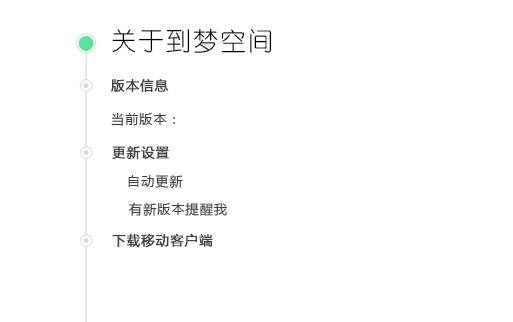 关于到梦空间
版本信息
当前版本：
更新设置
自动更新
有新版本提醒我
下载移动客户端